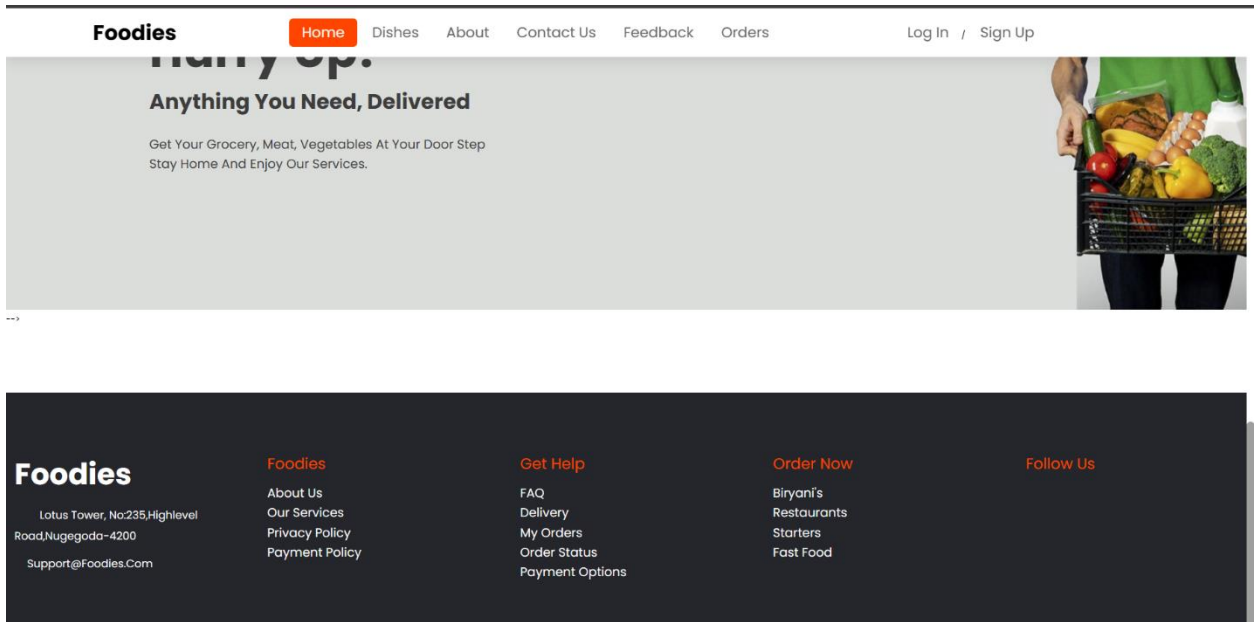 Foodies Home Dishes About Contact Us Feedback Orders Log In / Sign Up
Hurry Up!
Anything You Need, Delivered
Get Your Grocery, Meat, Vegetables At Your Door Step
Stay Home And Enjoy Our Services.
-->
Foodies
Lotus Tower, No:235,Highlevel
Road,Nugegoda-4200
Support@Foodies.Com
Foodies
About Us
Our Services
Privacy Policy
Payment Policy
Get Help
FAQ
Delivery
My Orders
Order Status
Payment Options
Order Now
Biryani's
Restaurants
Starters
Fast Food
Follow Us